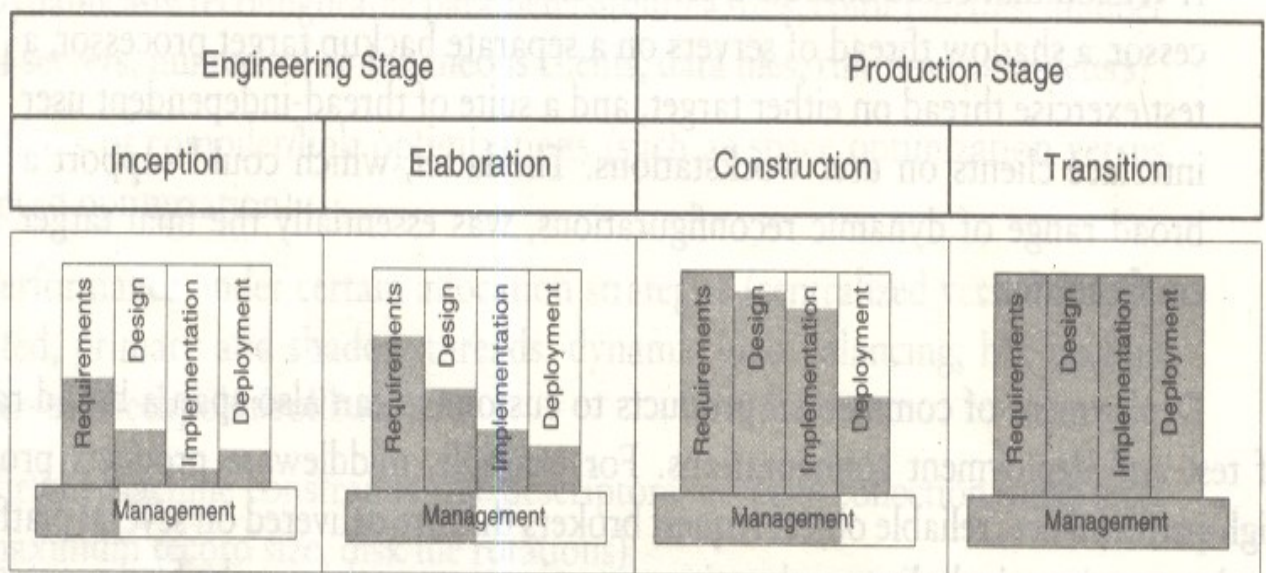 Engineering Stage
Production Stage
Inception
Elaboration
Construction
Transition
Requirements
Design
Implementation
Deployment
Management
Requirements
Design
Implementation
Deployment
Management
Requirements
Design
Implementation
Deployment
Management
Requirements
Design
Implementation
Deployment
Management